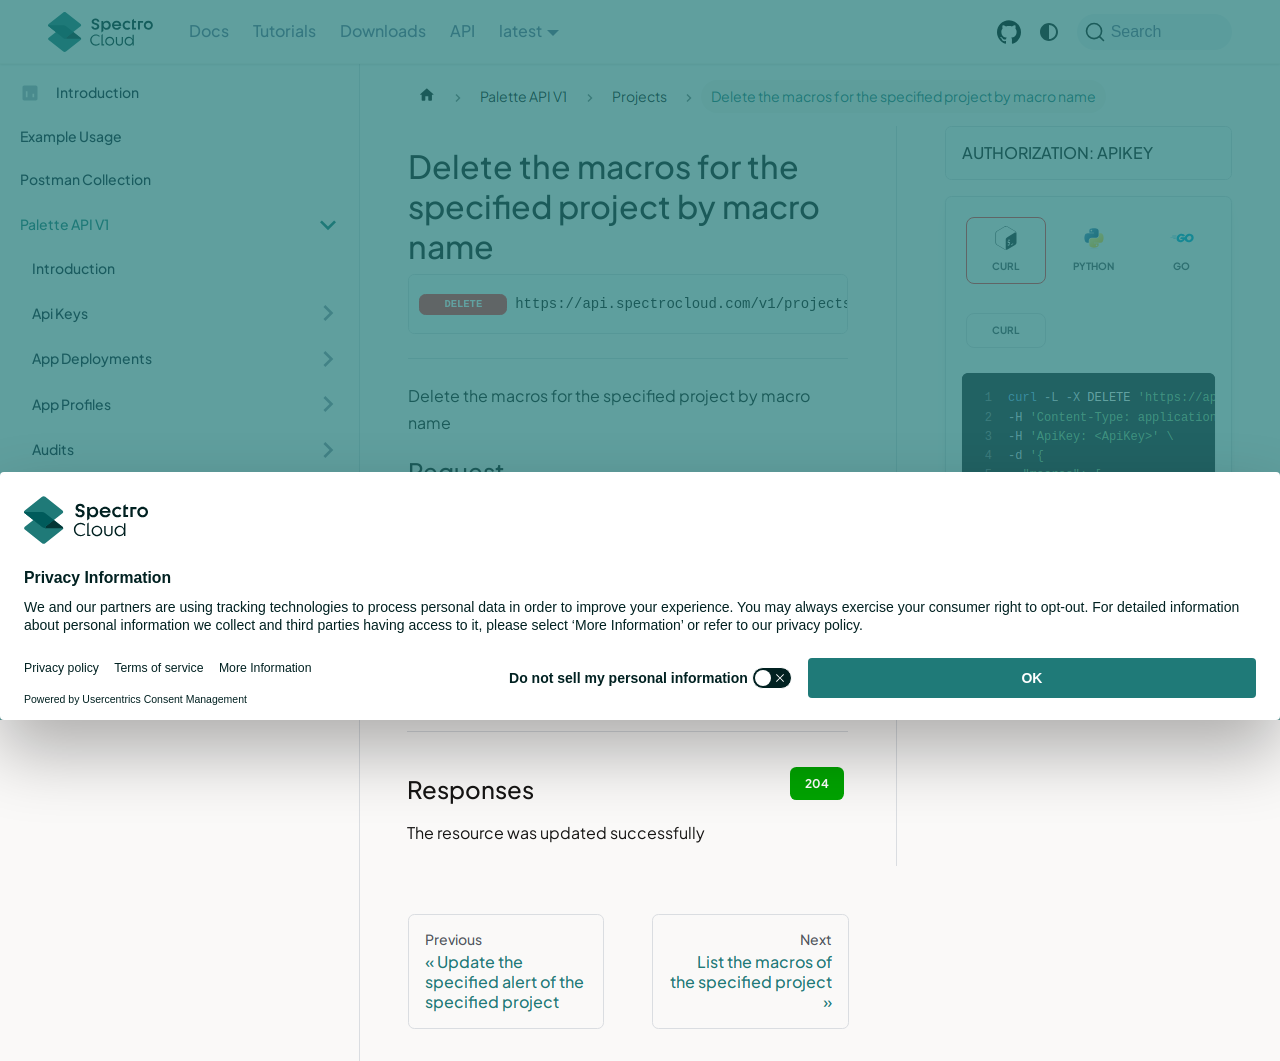 Spectro Cloud
Docs
Tutorials
Downloads
API
latest
Search
Introduction
Example Usage
Postman Collection
Palette API V1
Introduction
Api Keys
App Deployments
App Profiles
Audits
Palette API V1
Projects
Delete the macros for the specified project by macro name
Delete the macros for the
specified project by macro
name
DELETE
https://api.spectrocloud.com/v1/projects
Delete the macros for the specified project by macro
name
Request
AUTHORIZATION: APIKEY
CURL
PYTHON
GO
CURL
1 curl -L -X DELETE 'https://ap
2 -H 'Content-Type: application
3 -H 'ApiKey: <ApiKey>' \
4 -d '{
Spectro
Cloud
Privacy Information
We and our partners are using tracking technologies to process personal data in order to improve your experience. You may always exercise your consumer right to opt-out. For detailed information
about personal information we collect and third parties having access to it, please select ‘More Information’ or refer to our privacy policy.
Privacy policy
Terms of service
More Information
Powered by Usercentrics Consent Management
Do not sell my personal information
OK
Responses
204
The resource was updated successfully
Previous
« Update the
specified alert of the
specified project
Next
List the macros of
the specified project
»